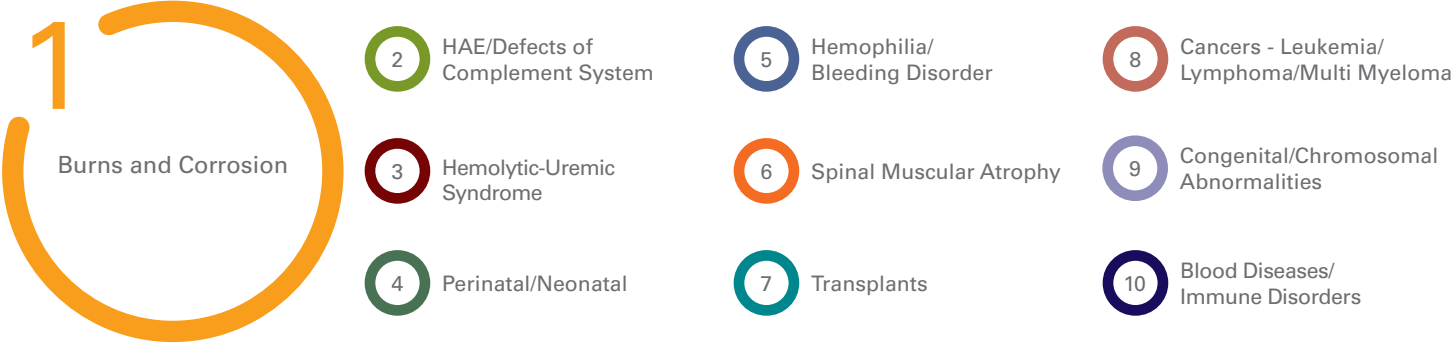 1
Burns and Corrosion
2
HAE/Defects of
Complement System
3
Hemolytic-Uremic
Syndrome
4
Perinatal/Neonatal
5
Hemophilia/
Bleeding Disorder
6
Spinal Muscular Atrophy
7
Transplants
8
Cancers - Leukemia/
Lymphoma/Multi Myeloma
9
Congenital/Chromosomal
Abnormalities
10
Blood Diseases/
Immune Disorders